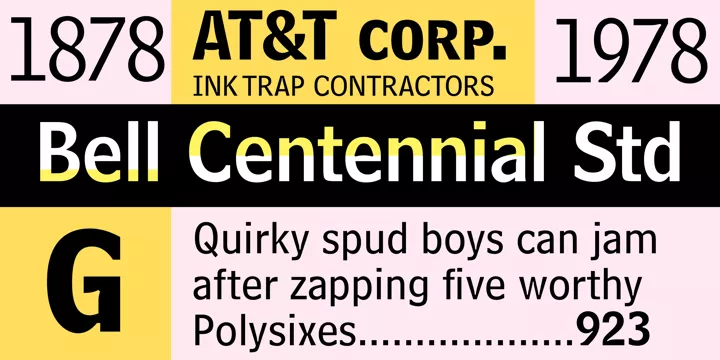 1878
AT&T CORP.
INK TRAP CONTRACTORS
1978
Bell Centennial Std
G
Quirky spud boys can jam
after zapping five worthy
Polysixes...................923